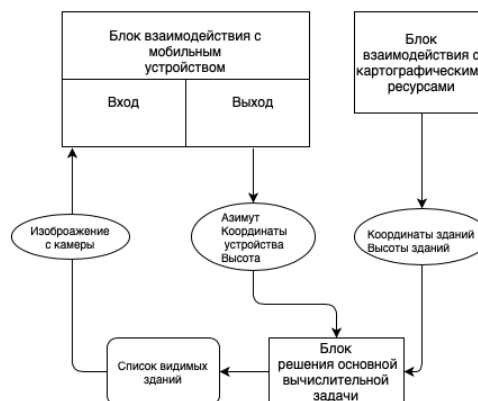 Блок взаимодействия с
мобильным
устройством
Вход
Выход
Блок
взаимодействия с
картографическим
ресурсами
Изоброажение
с камеры
Азимут
Координаты
устройства
Высота
Координаты зданий
Высоты зданий
Список видимых
зданий
Блок
решения основной
вычислительной
задачи